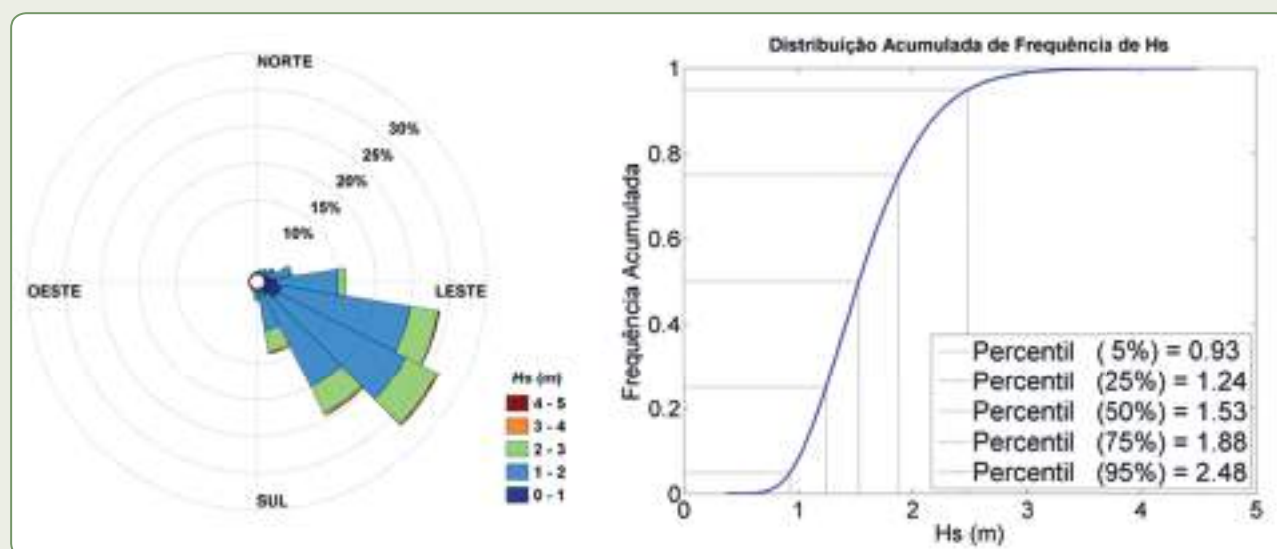 NORTE
30%
25%
20%
15%
10%
OESTE
LESTE
SUL
Hs (m)
4 - 5
3 - 4
2 - 3
1 - 2
0 - 1
Distribuição Acumulada de Frequência de Hs
Frequência Acumulada
1
0.8
0.6
0.4
0.2
0
0 1 2 3 4 5
Hs (m)
Percentil ( 5%) = 0.93
Percentil (25%) = 1.24
Percentil (50%) = 1.53
Percentil (75%) = 1.88
Percentil (95%) = 2.48